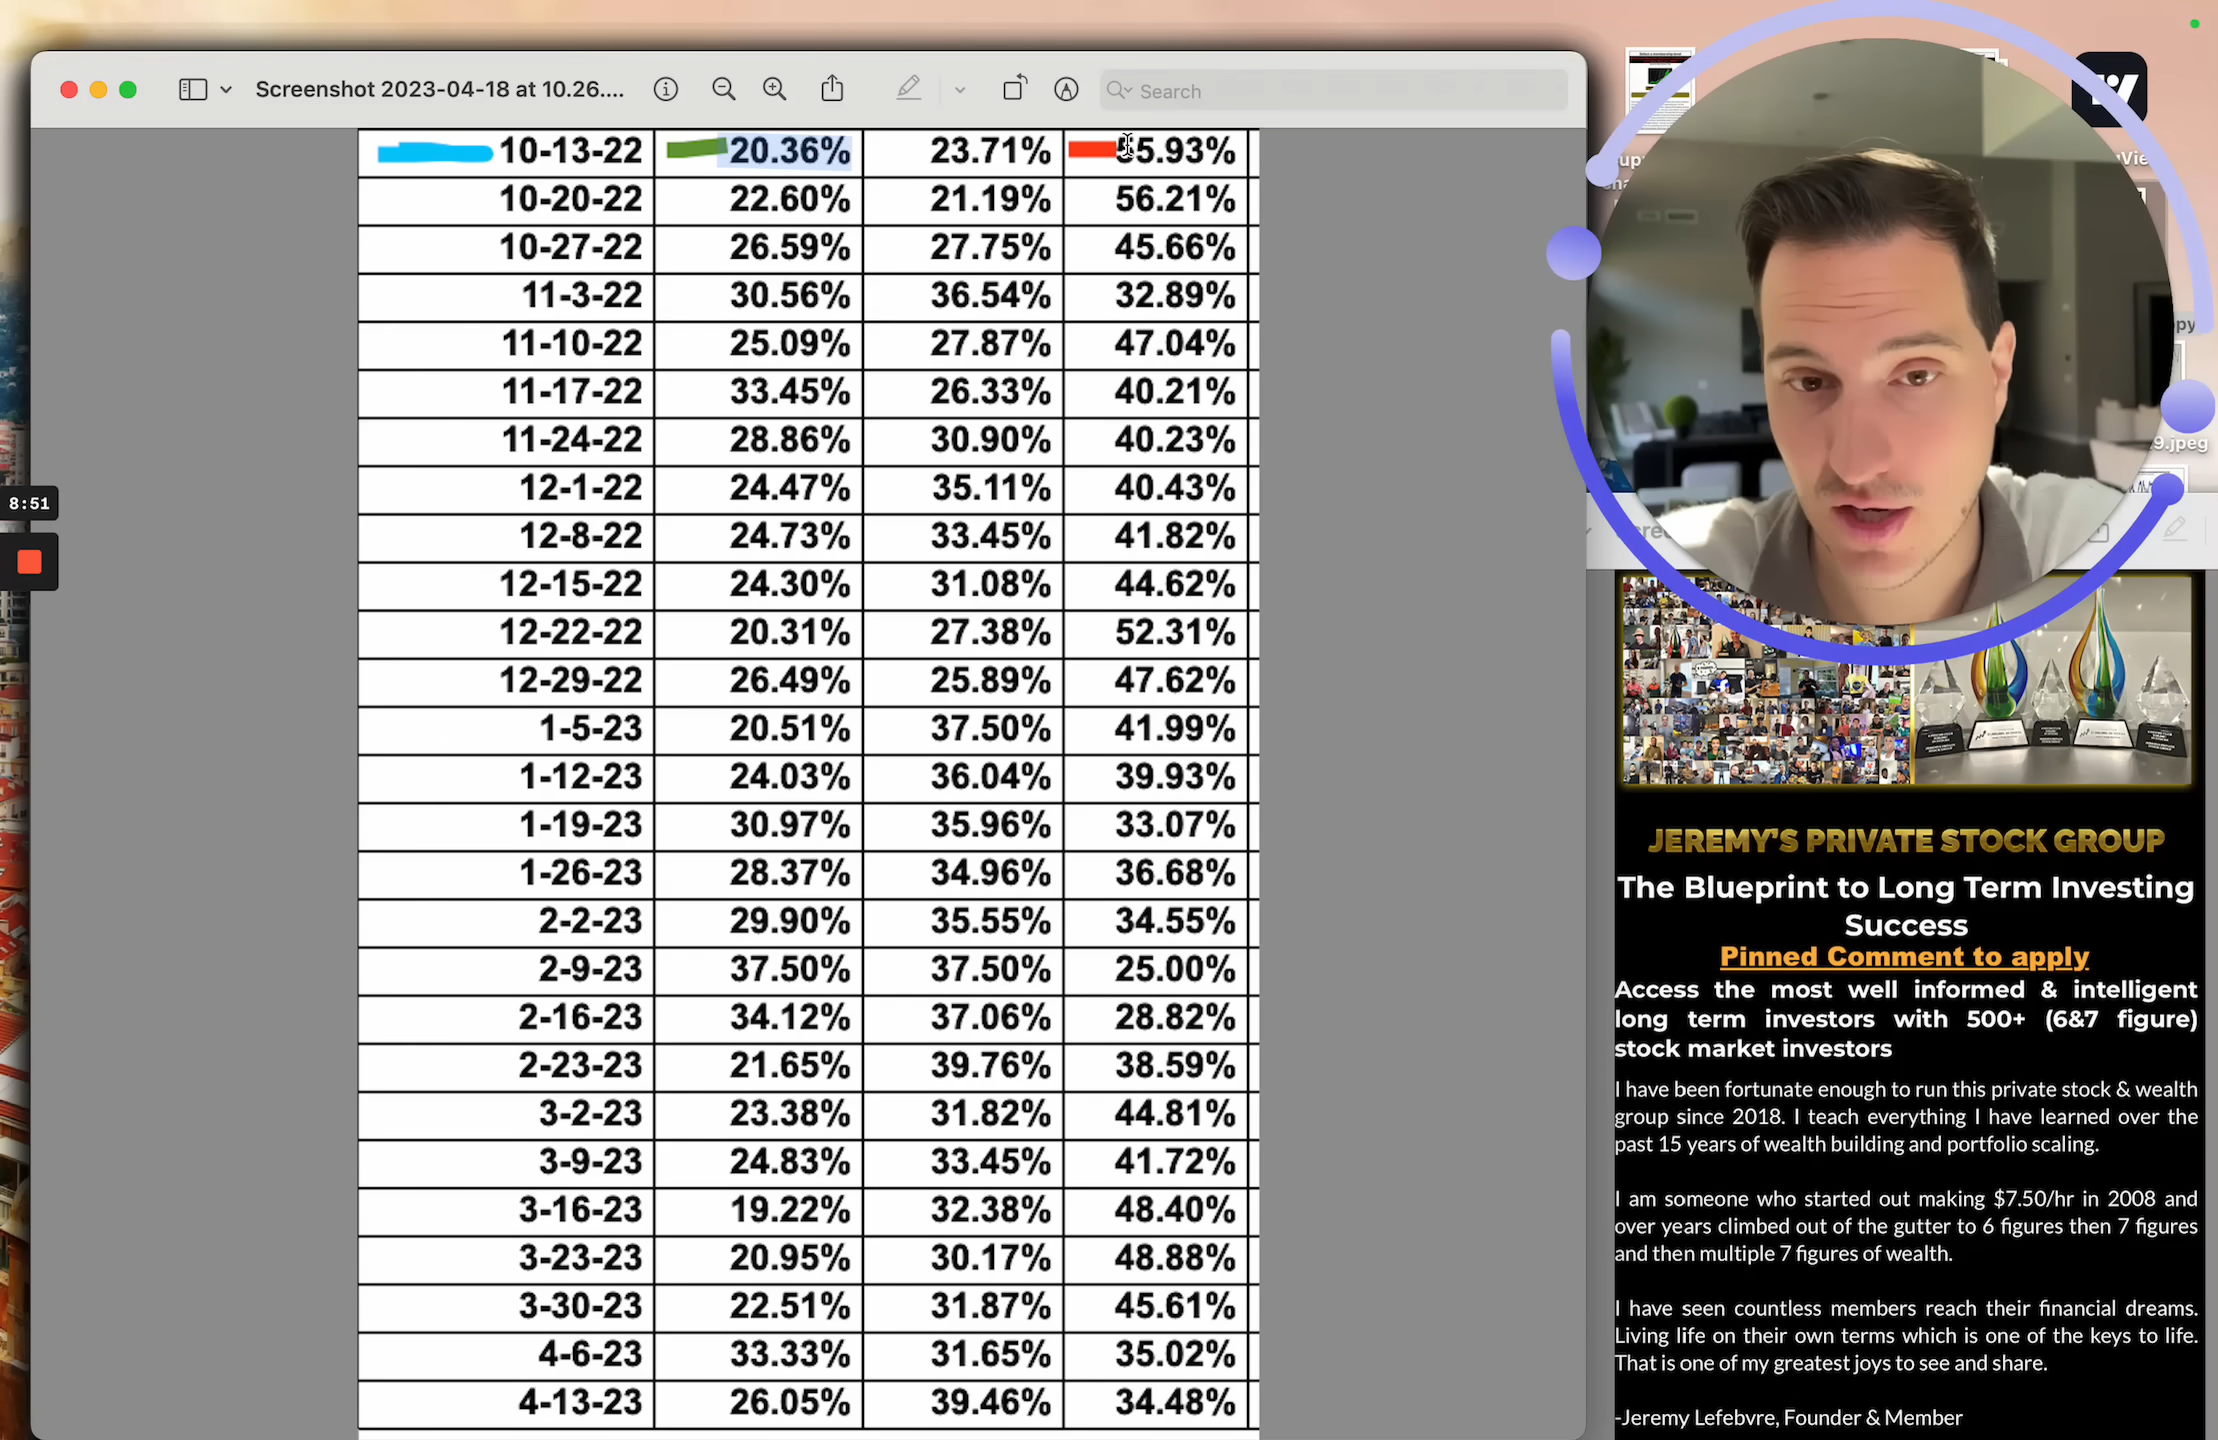 Screenshot 2023-04-18 at 10.26....
Search
10-13-22 20.36% 23.71% 55.93%
10-20-22 22.60% 21.19% 56.21%
10-27-22 26.59% 27.75% 45.66%
11-3-22 30.56% 36.54% 32.89%
11-10-22 25.09% 27.87% 47.04%
11-17-22 33.45% 26.33% 40.21%
11-24-22 28.86% 30.90% 40.23%
12-1-22 24.47% 35.11% 40.43%
12-8-22 24.73% 33.45% 41.82%
12-15-22 24.30% 31.08% 44.62%
12-22-22 20.31% 27.38% 52.31%
12-29-22 26.49% 25.89% 47.62%
1-5-23 20.51% 37.50% 41.99%
1-12-23 24.03% 36.04% 39.93%
1-19-23 30.97% 35.96% 33.07%
1-26-23 28.37% 34.96% 36.68%
2-2-23 29.90% 35.55% 34.55%
2-9-23 37.50% 37.50% 25.00%
2-16-23 34.12% 37.06% 28.82%
2-23-23 21.65% 39.76% 38.59%
3-2-23 23.38% 31.82% 44.81%
3-9-23 24.83% 33.45% 41.72%
3-16-23 19.22% 32.38% 48.40%
3-23-23 20.95% 30.17% 48.88%
3-30-23 22.51% 31.87% 45.61%
4-6-23 33.33% 31.65% 35.02%
4-13-23 26.05% 39.46% 34.48%
8:51
9.jpeg
JEREMY'S PRIVATE STOCK GROUP
The Blueprint to Long Term Investing
Success
Pinned Comment to apply
Access the most well informed & intelligent
long term investors with 500+ (6&7 figure)
stock market investors
I have been fortunate enough to run this private stock & wealth
group since 2018. I teach everything I have learned over the
past 15 years of wealth building and portfolio scaling.
I am someone who started out making $7.50/hr in 2008 and
over years climbed out of the gutter to 6 figures then 7 figures
and then multiple 7 figures of wealth.
I have seen countless members reach their financial dreams.
Living life on their own terms which is one of the keys to life.
That is one of my greatest joys to see and share.
-Jeremy Lefebvre, Founder & Member